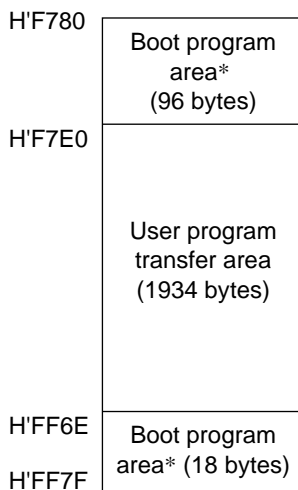 H'F780
Boot program
area*
(96 bytes)
H'F7E0
User program
transfer area
(1934 bytes)
H'FF6E
Boot program
area* (18 bytes)
H'FF7F